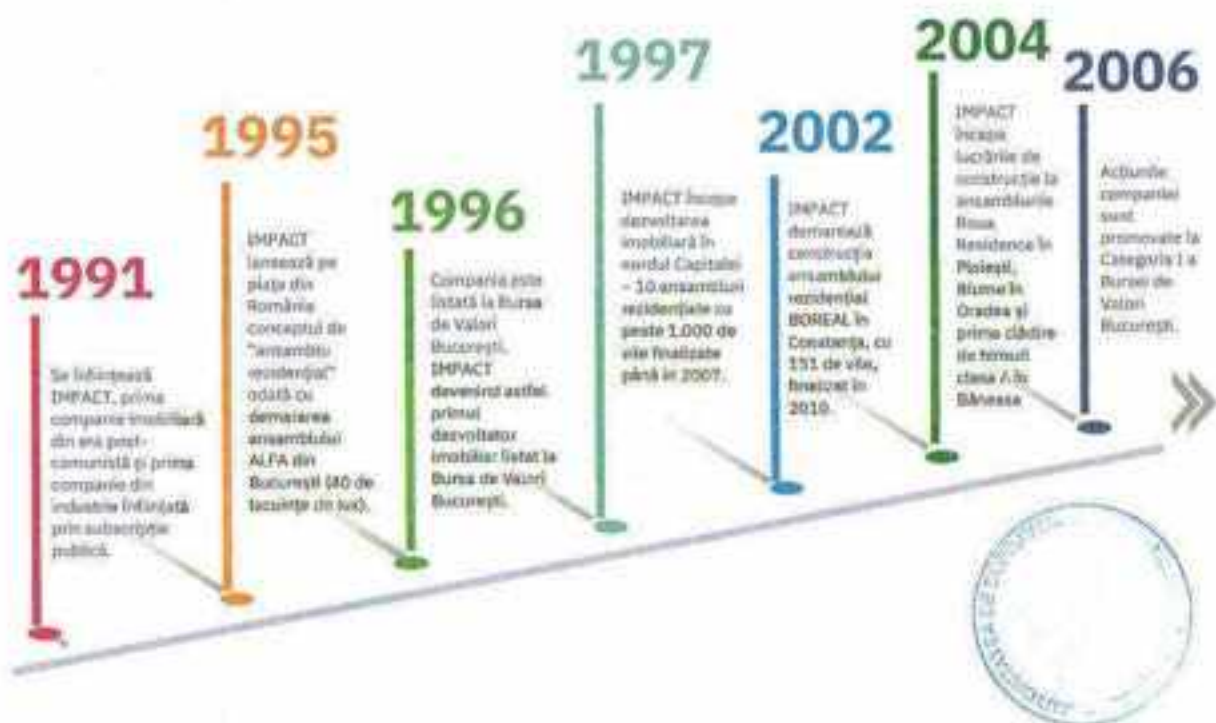 1991
Se înființează
IMPACT, prima
companie imobiliară
din era post-
comunistă și prima
companie din
industrie înființată
prin subscripție
publică.
1995
IMPACT
lansează pe
piața din
România
conceptul de
"ansamblu
rezidențial"
odată cu
demararea
ansamblului
ALFA din
București (40 de
locuințe de lux).
1996
Compania este
listată la Bursa
de Valori
București,
IMPACT
devenind astfel
primul
dezvoltator
imobiliar listat la
Bursa de Valori
București.
1997
IMPACT începe
dezvoltarea
imobiliară în
nordul Capitalei
– 10 ansambluri
rezidențiale cu
peste 1.000 de
vile finalizate
până în 2007.
2002
IMPACT
demarează
construcția
ansamblului
rezidențial
BOREAL în
Constanța, cu
151 de vile,
finalizat în
2010.
2004
IMPACT
începe
lucrările de
construcție la
ansamblurile
Roua
Residence în
Ploiești,
Blume în
Oradea și
prima clădire
de birouri
clasa A în
Băneasa
2006
Acțiunile
companiei
sunt
promovate la
Categoria I a
Bursei de
Valori
București.